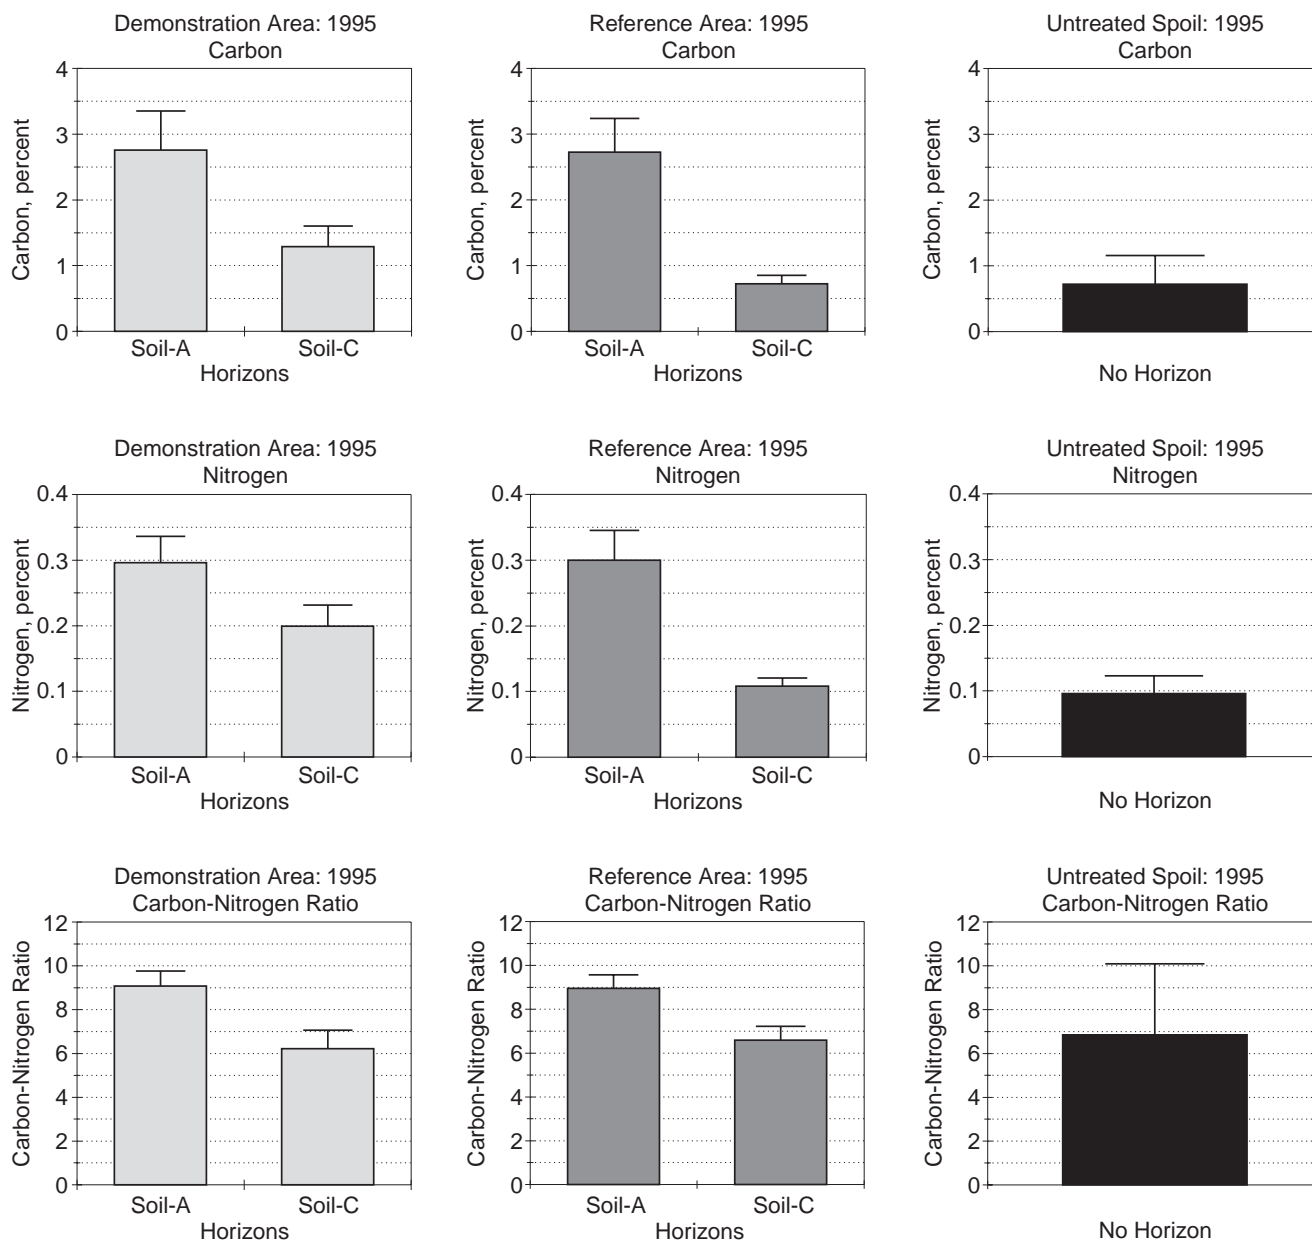 Demonstration Area: 1995
Carbon
Carbon, percent
4
3
2
1
0
Soil-A Soil-C
Horizons
Reference Area: 1995
Carbon
Carbon, percent
4
3
2
1
0
Soil-A Soil-C
Horizons
Untreated Spoil: 1995
Carbon
Carbon, percent
4
3
2
1
0
No Horizon
Demonstration Area: 1995
Nitrogen
Nitrogen, percent
0.4
0.3
0.2
0.1
0
Soil-A Soil-C
Horizons
Reference Area: 1995
Nitrogen
Nitrogen, percent
0.4
0.3
0.2
0.1
0
Soil-A Soil-C
Horizons
Untreated Spoil: 1995
Nitrogen
Nitrogen, percent
0.4
0.3
0.2
0.1
0
No Horizon
Demonstration Area: 1995
Carbon-Nitrogen Ratio
Carbon-Nitrogen Ratio
12
10
8
6
4
2
0
Soil-A Soil-C
Horizons
Reference Area: 1995
Carbon-Nitrogen Ratio
Carbon-Nitrogen Ratio
12
10
8
6
4
2
0
Soil-A Soil-C
Horizons
Untreated Spoil: 1995
Carbon-Nitrogen Ratio
Carbon-Nitrogen Ratio
12
10
8
6
4
2
0
No Horizon